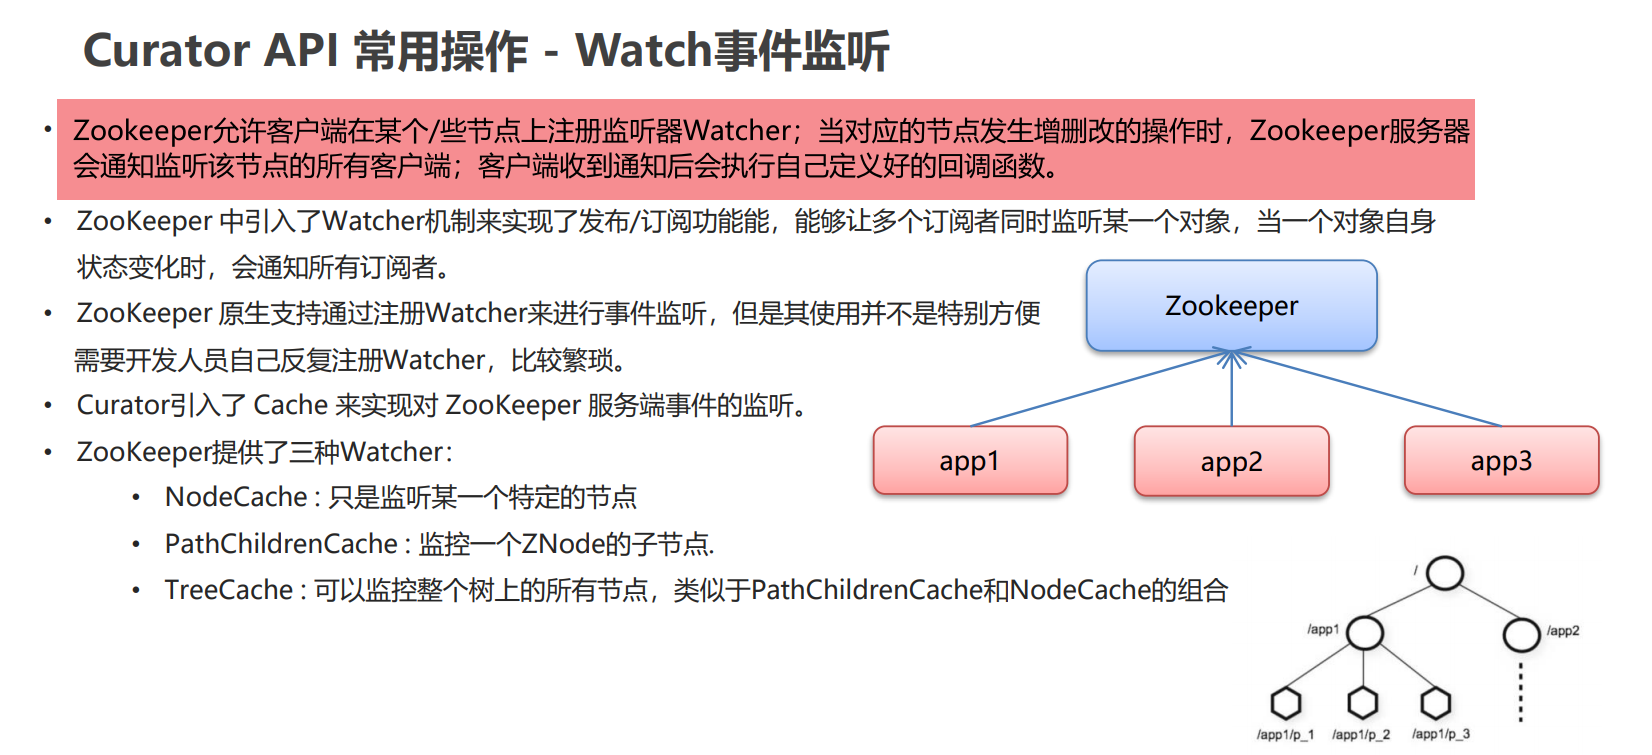 Curator API 常用操作 - Watch事件监听
• Zookeeper允许客户端在某个/些节点上注册监听器Watcher；当对应的节点发生增删改的操作时，Zookeeper服务器
会通知监听该节点的所有客户端；客户端收到通知后会执行自己定义好的回调函数。
• ZooKeeper 中引入了Watcher机制来实现了发布/订阅功能能，能够让多个订阅者同时监听某一个对象，当一个对象自身
状态变化时，会通知所有订阅者。
• ZooKeeper 原生支持通过注册Watcher来进行事件监听，但是其使用并不是特别方便
需要开发人员自己反复注册Watcher，比较繁琐。
• Curator引入了 Cache 来实现对 ZooKeeper 服务端事件的监听。
• ZooKeeper提供了三种Watcher：
• NodeCache : 只是监听某一个特定的节点
• PathChildrenCache : 监控一个ZNode的子节点.
• TreeCache : 可以监控整个树上的所有节点，类似于PathChildrenCache和NodeCache的组合
Zookeeper
app1
app2
app3
/
/app1
/app2
/app1/p_1
/app1/p_2
/app1/p_3